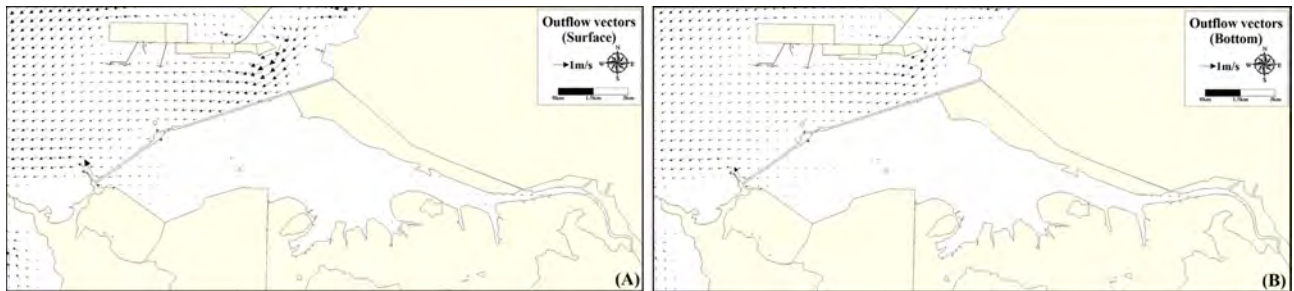 Outflow vectors
(Surface)
N
W E
S
1m/s
(A)
Outflow vectors
(Bottom)
N
W E
S
1m/s
(B)